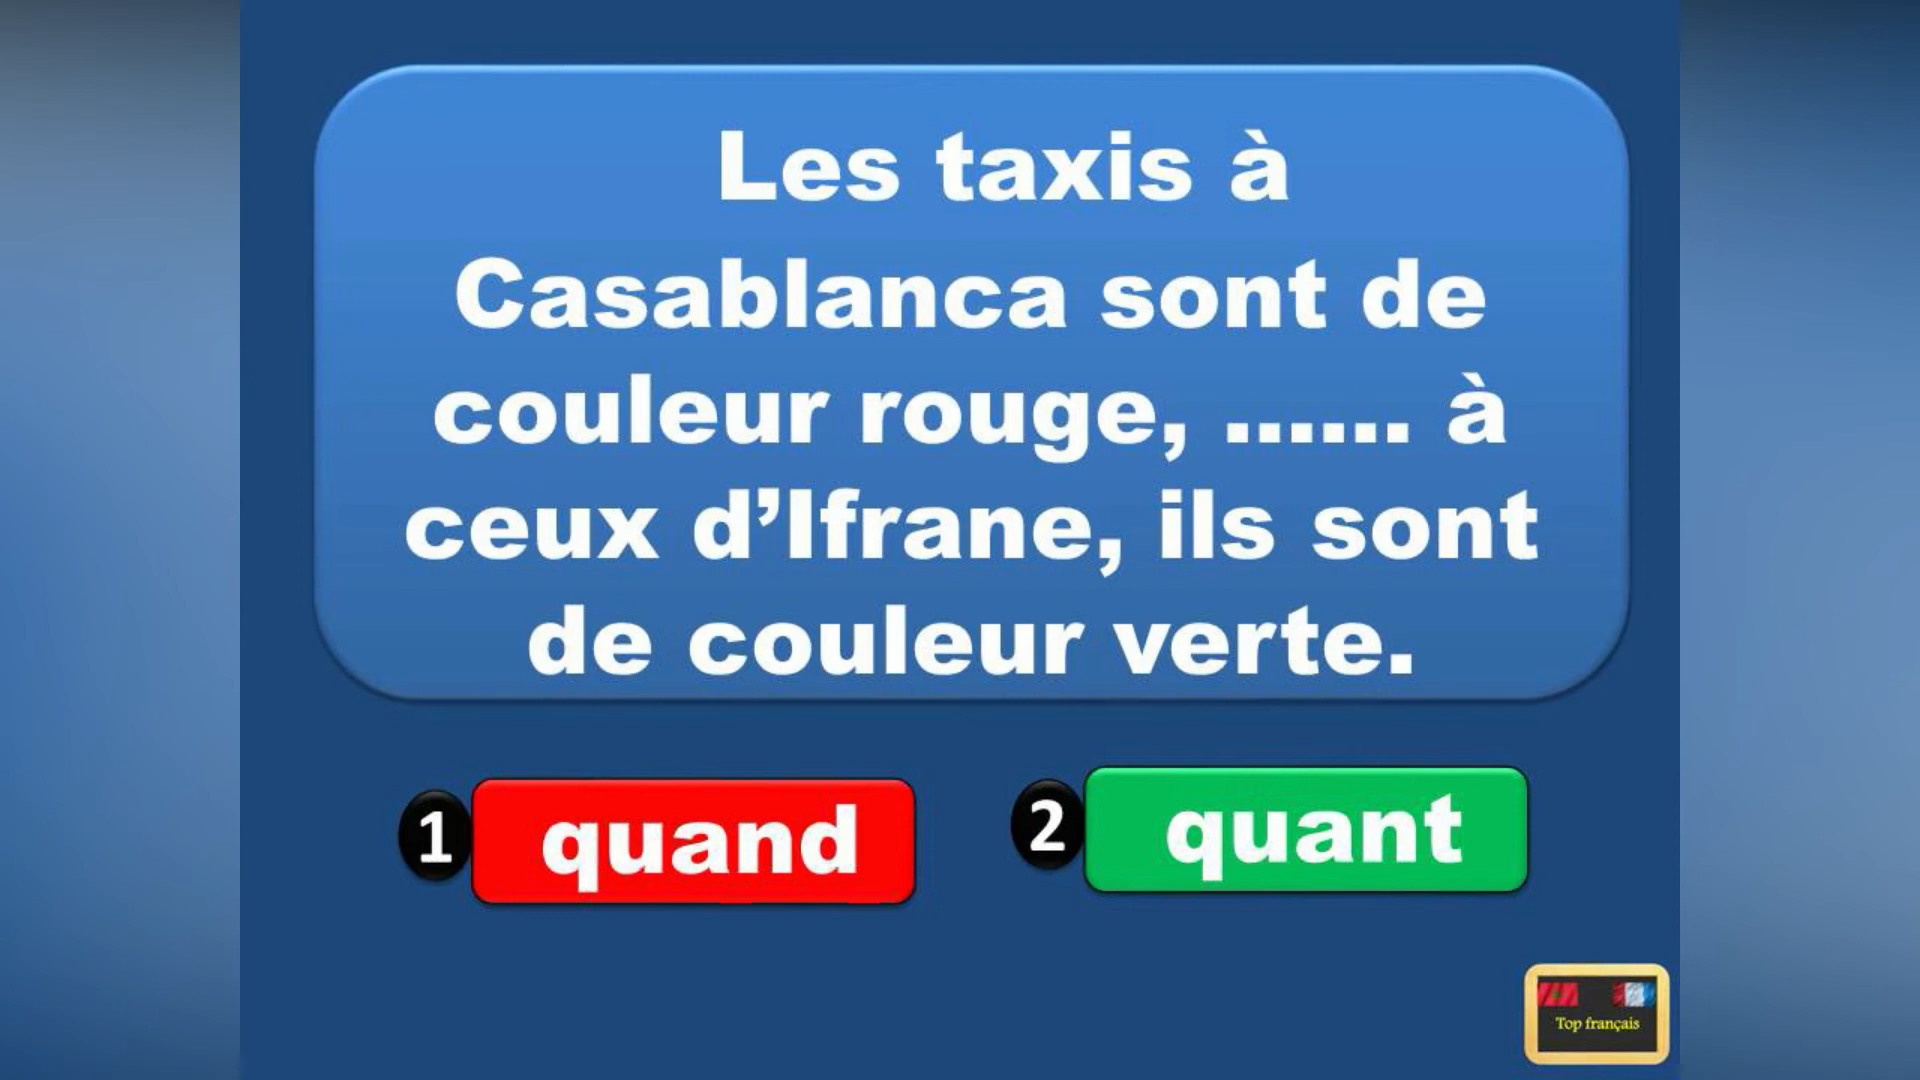 Les taxis à
Casablanca sont de
couleur rouge, ...... à
ceux d’Ifrane, ils sont
de couleur verte.
1 quand
2 quant
Top français